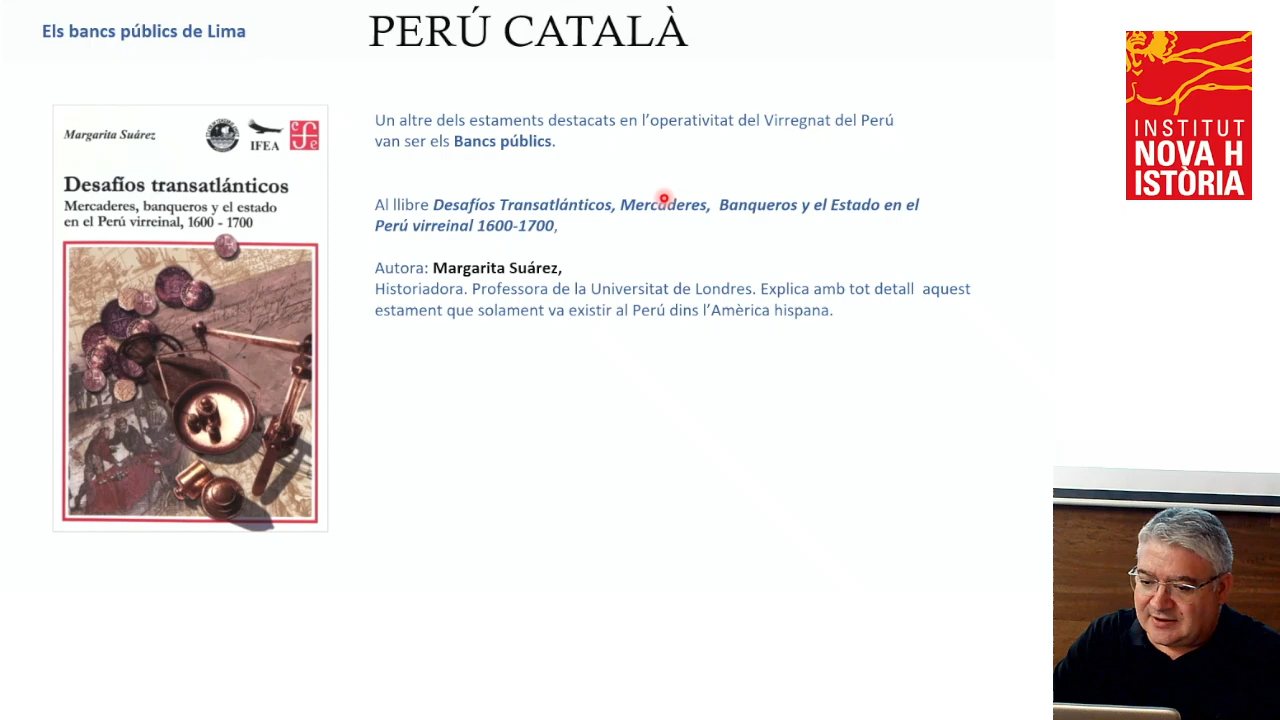 Els bancs públics de Lima
PERÚ CATALÀ
INSTITUT
NOVA H
ISTÒRIA
Margarita Suárez
IFEA
cfe
Desafíos transatlánticos
Mercaderes, banqueros y el estado
en el Perú virreinal, 1600 - 1700
Un altre dels estaments destacats en l’operativitat del Virregnat del Perú
van ser els Bancs públics.
Al llibre Desafíos Transatlánticos, Mercaderes, Banqueros y el Estado en el
Perú virreinal 1600-1700,
Autora: Margarita Suárez,
Historiadora. Professora de la Universitat de Londres. Explica amb tot detall aquest
estament que solament va existir al Perú dins l’Amèrica hispana.